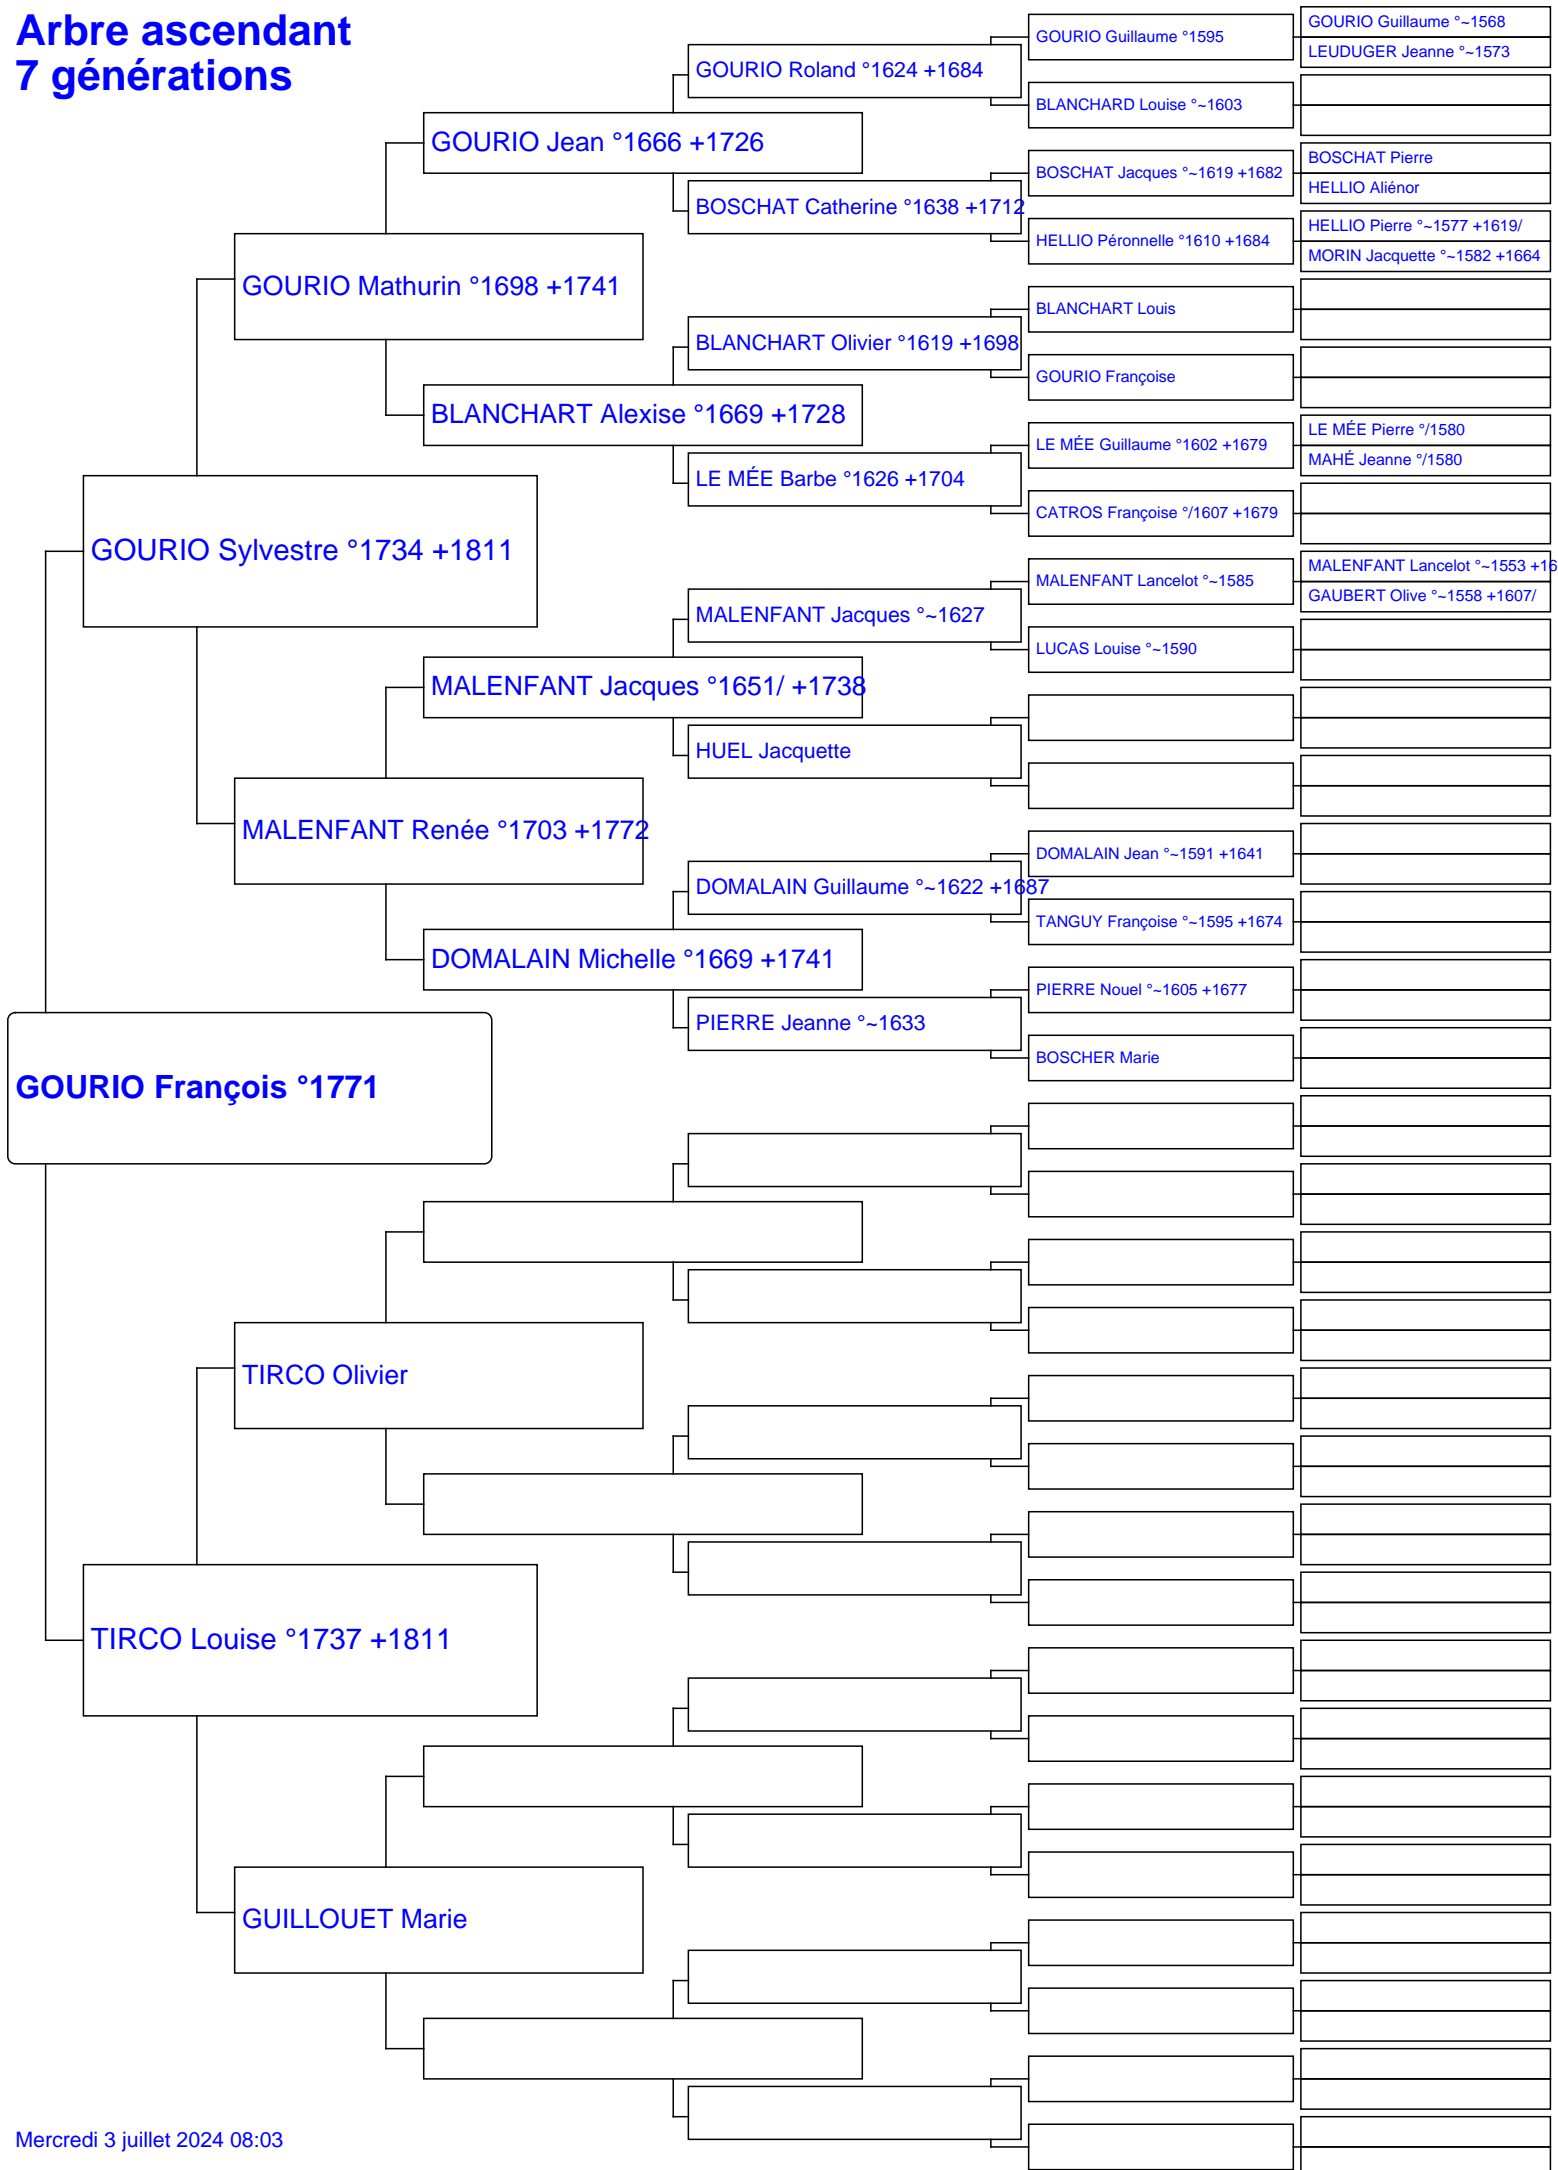 Arbre ascendant
7 générations
GOURIO François °1771
GOURIO Sylvestre °1734 +1811
TIRCO Louise °1737 +1811
GOURIO Mathurin °1698 +1741
MALENFANT Renée °1703 +1772
TIRCO Olivier
GUILLOUET Marie
GOURIO Jean °1666 +1726
BLANCHART Alexise °1669 +1728
MALENFANT Jacques °1651/ +1738
DOMALAIN Michelle °1669 +1741
GOURIO Roland °1624 +1684
BOSCHAT Catherine °1638 +1712
BLANCHART Olivier °1619 +1698
LE MÉE Barbe °1626 +1704
MALENFANT Jacques °~1627
HUEL Jacquette
DOMALAIN Guillaume °~1622 +1687
PIERRE Jeanne °~1633
GOURIO Guillaume °1595
BLANCHARD Louise °~1603
BOSCHAT Jacques °~1619 +1682
HELLIO Péronnelle °1610 +1684
BLANCHART Louis
GOURIO Françoise
LE MÉE Guillaume °1602 +1679
CATROS Françoise °/1607 +1679
MALENFANT Lancelot °~1585
LUCAS Louise °~1590
DOMALAIN Jean °~1591 +1641
TANGUY Françoise °~1595 +1674
PIERRE Nouel °~1605 +1677
BOSCHER Marie
GOURIO Guillaume °~1568
LEUDUGER Jeanne °~1573
BOSCHAT Pierre
HELLIO Aliénor
HELLIO Pierre °~1577 +1619/
MORIN Jacquette °~1582 +1664
LE MÉE Pierre °/1580
MAHÉ Jeanne °/1580
MALENFANT Lancelot °~1553 +16
GAUBERT Olive °~1558 +1607/
Mercredi 3 juillet 2024 08:03